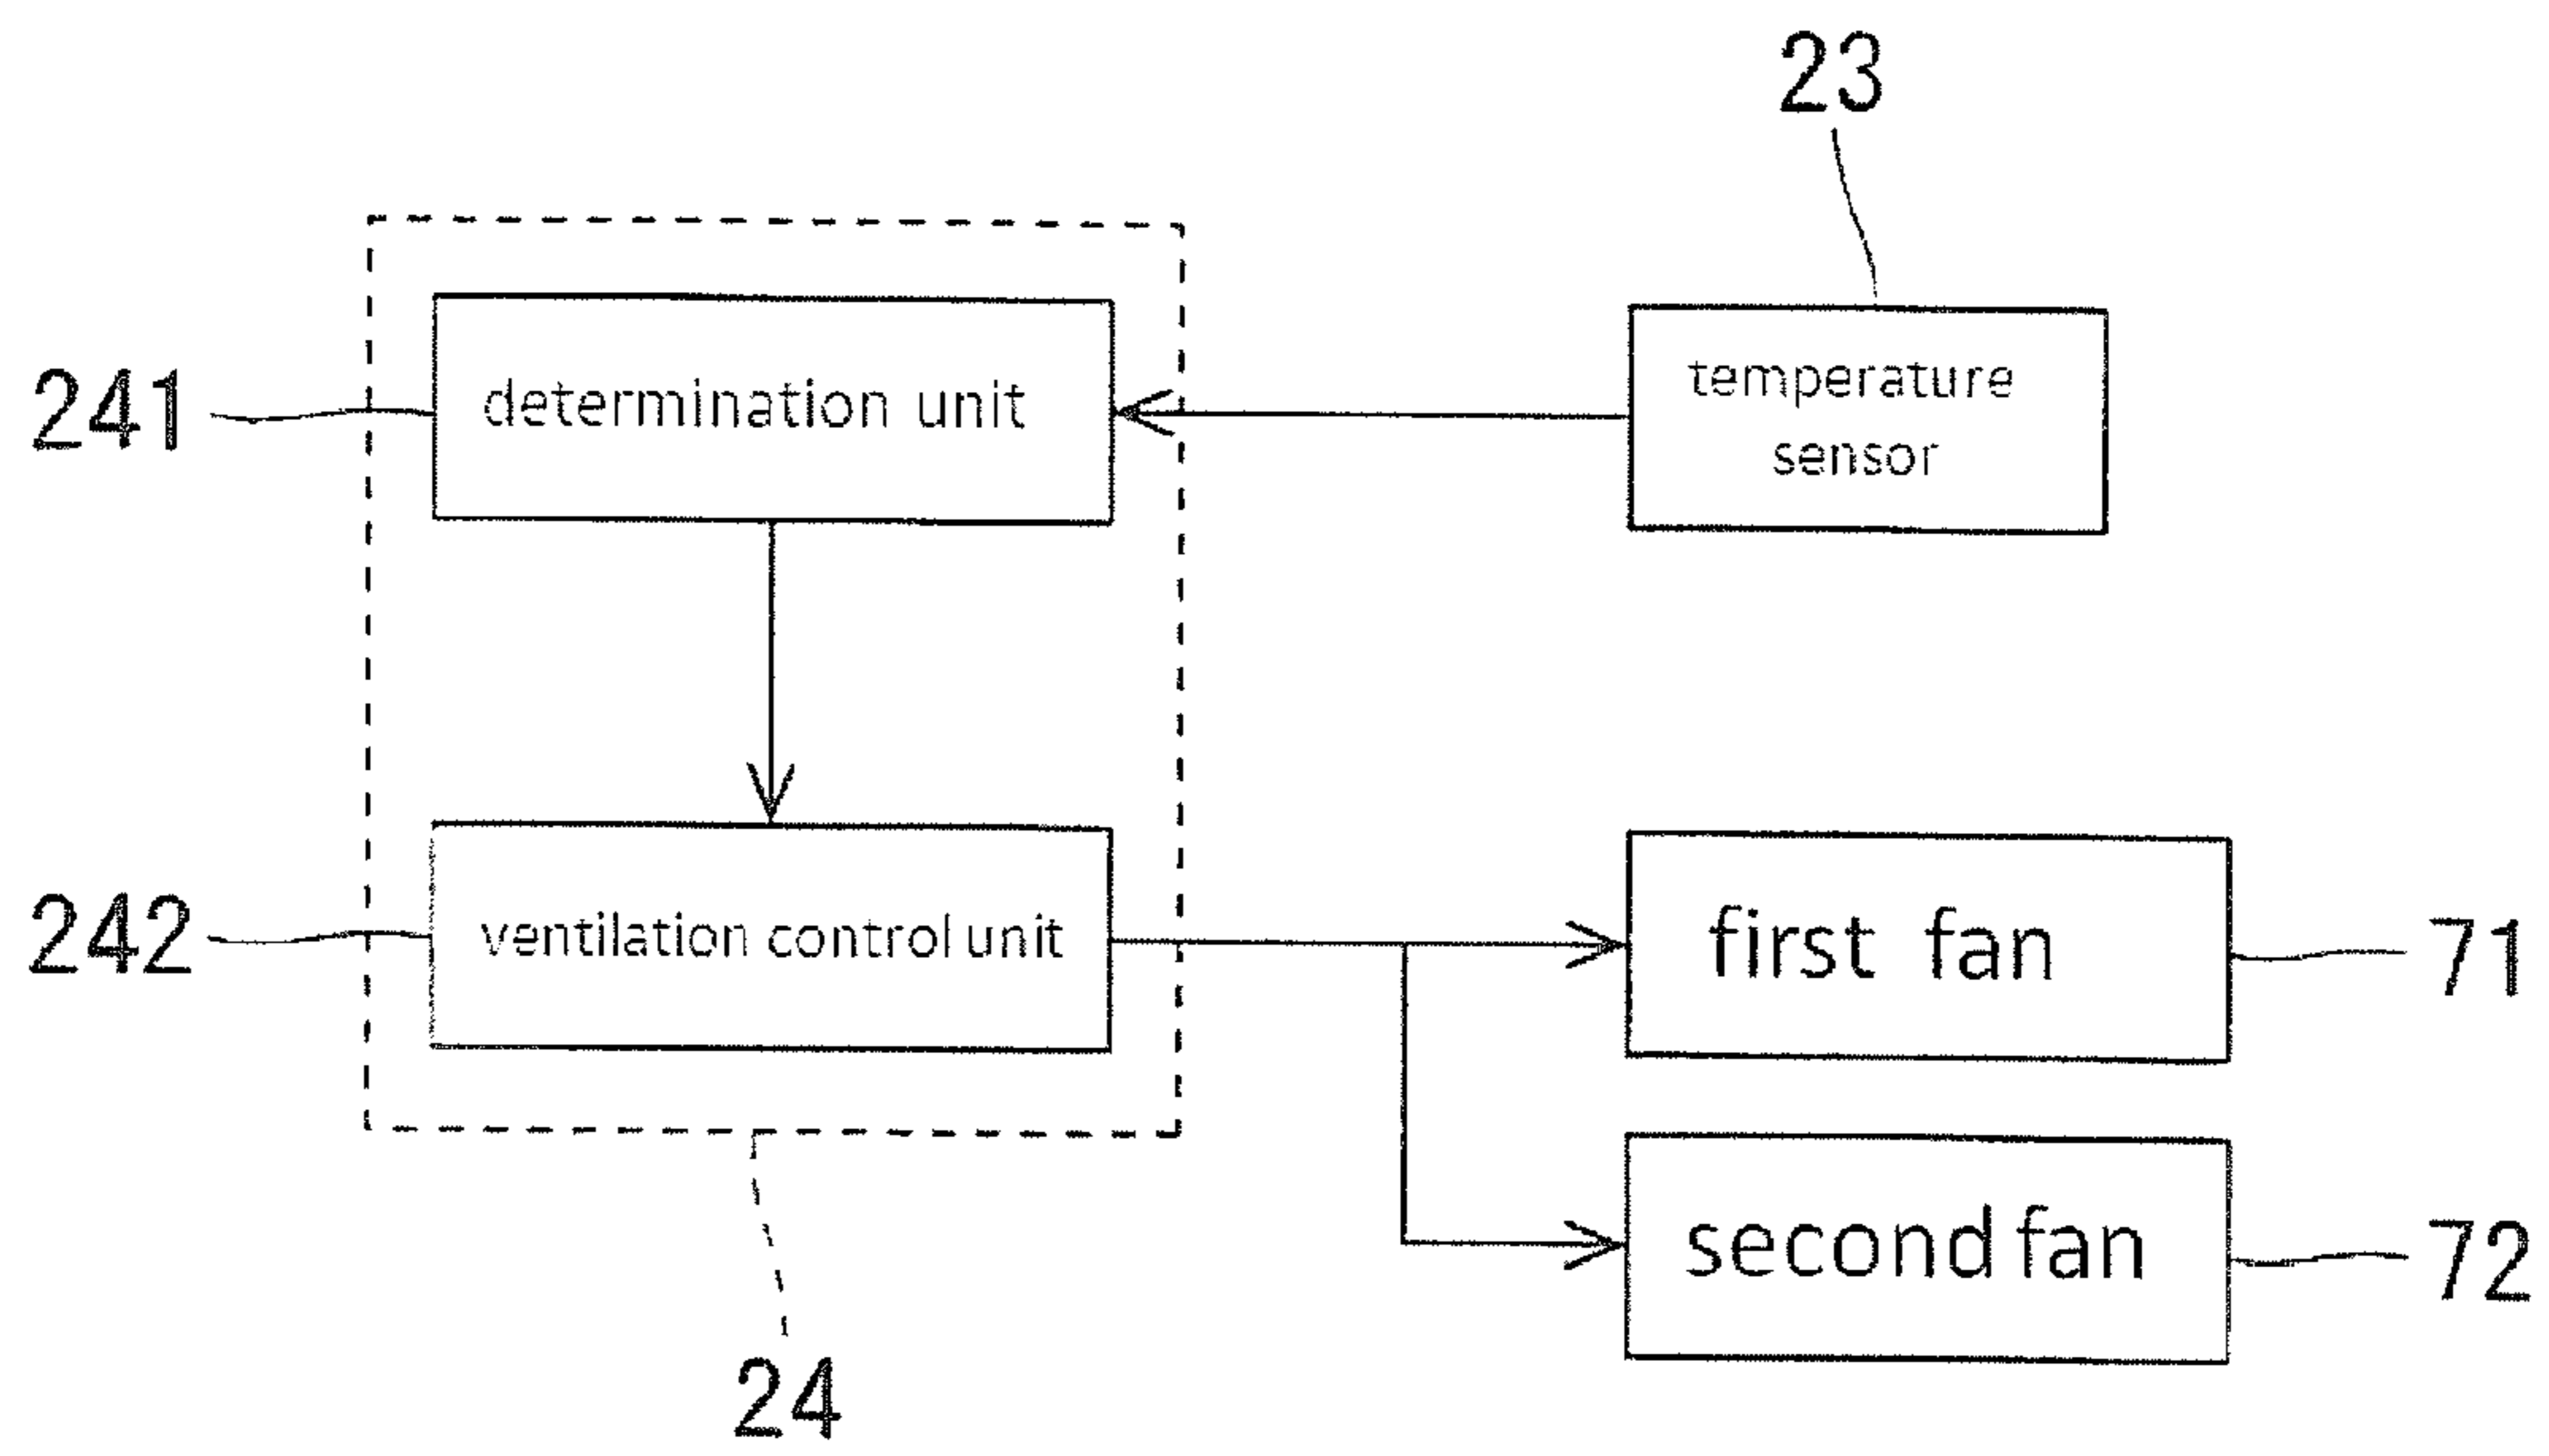 23
241
determination unit
temperature
sensor
242
ventilation control unit
first fan
71
second fan
72
24